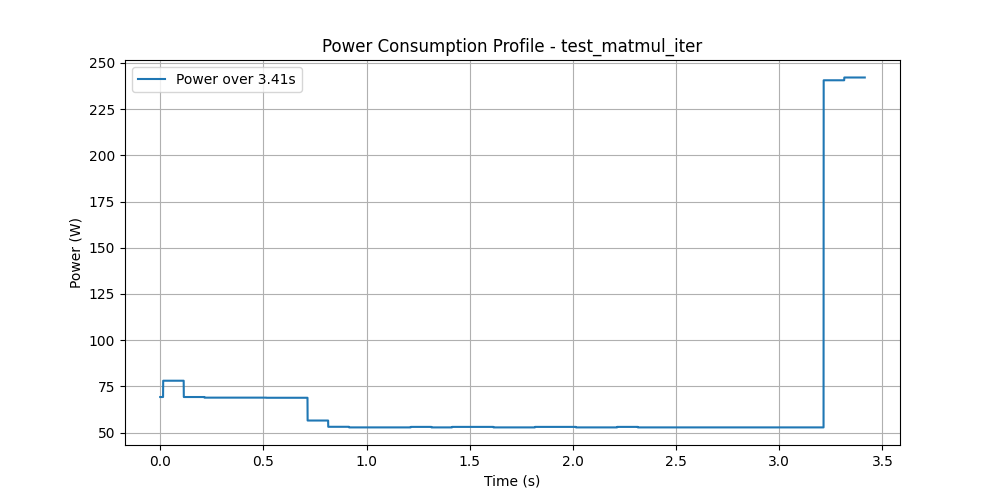 Power Consumption Profile - test_matmul_iter
Power over 3.41s
250
225
200
175
150
125
100
75
50
Power (W)
0.0 0.5 1.0 1.5 2.0 2.5 3.0 3.5
Time (s)